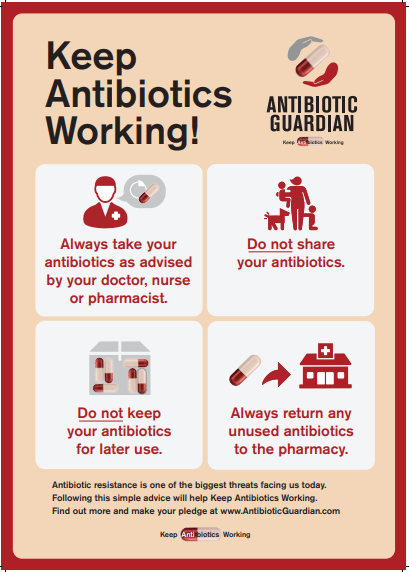 Keep
Antibiotics
Working!
ANTIBIOTIC
GUARDIAN
Keep Antibiotics Working
Always take your
antibiotics as advised
by your doctor, nurse
or pharmacist.
Do not share
your antibiotics.
Do not keep
your antibiotics
for later use.
Always return any
unused antibiotics
to the pharmacy.
Antibiotic resistance is one of the biggest threats facing us today.
Following this simple advice will help Keep Antibiotics Working.
Find out more and make your pledge at www.AntibioticGuardian.com
Keep Antibiotics Working